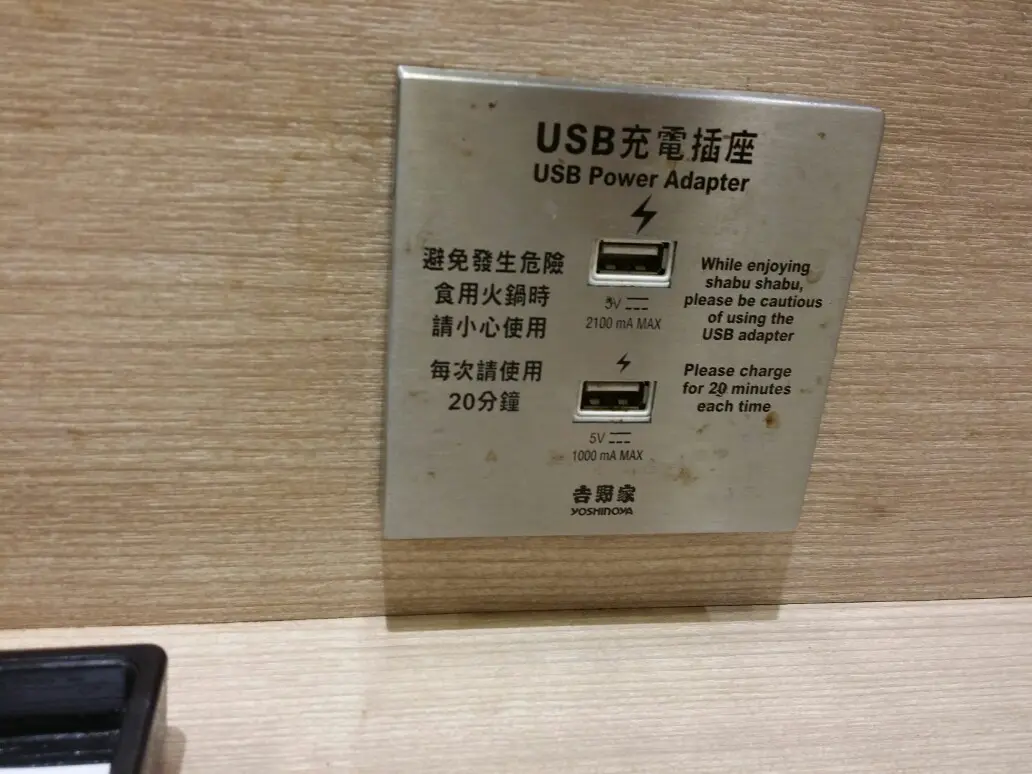 USB充電插座
USB Power Adapter
避免發生危險
食用火鍋時
請小心使用
每次請使用
20分鐘
5V
2100 mA MAX
5V
1000 mA MAX
While enjoying
shabu shabu,
please be cautious
of using the
USB adapter
Please charge
for 20 minutes
each time
吉野家
YOSHINOYA